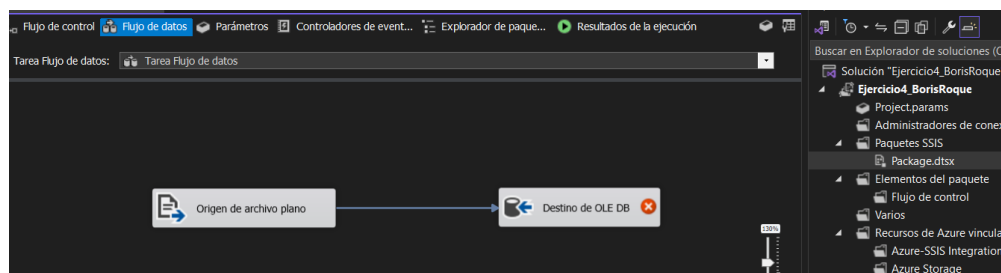 Flujo de control Flujo de datos Parámetros Controladores de event... Explorador de paque... Resultados de la ejecución
Tarea Flujo de datos: Tarea Flujo de datos
Origen de archivo plano
Destino de OLE DB
130%
Buscar en Explorador de soluciones (C
Solución "Ejercicio4_BorisRoque
Ejercicio4_BorisRoque
Project.params
Administradores de conex
Paquetes SSIS
Package.dtsx
Elementos del paquete
Flujo de control
Varios
Recursos de Azure vincula
Azure-SSIS Integration
Azure Storage